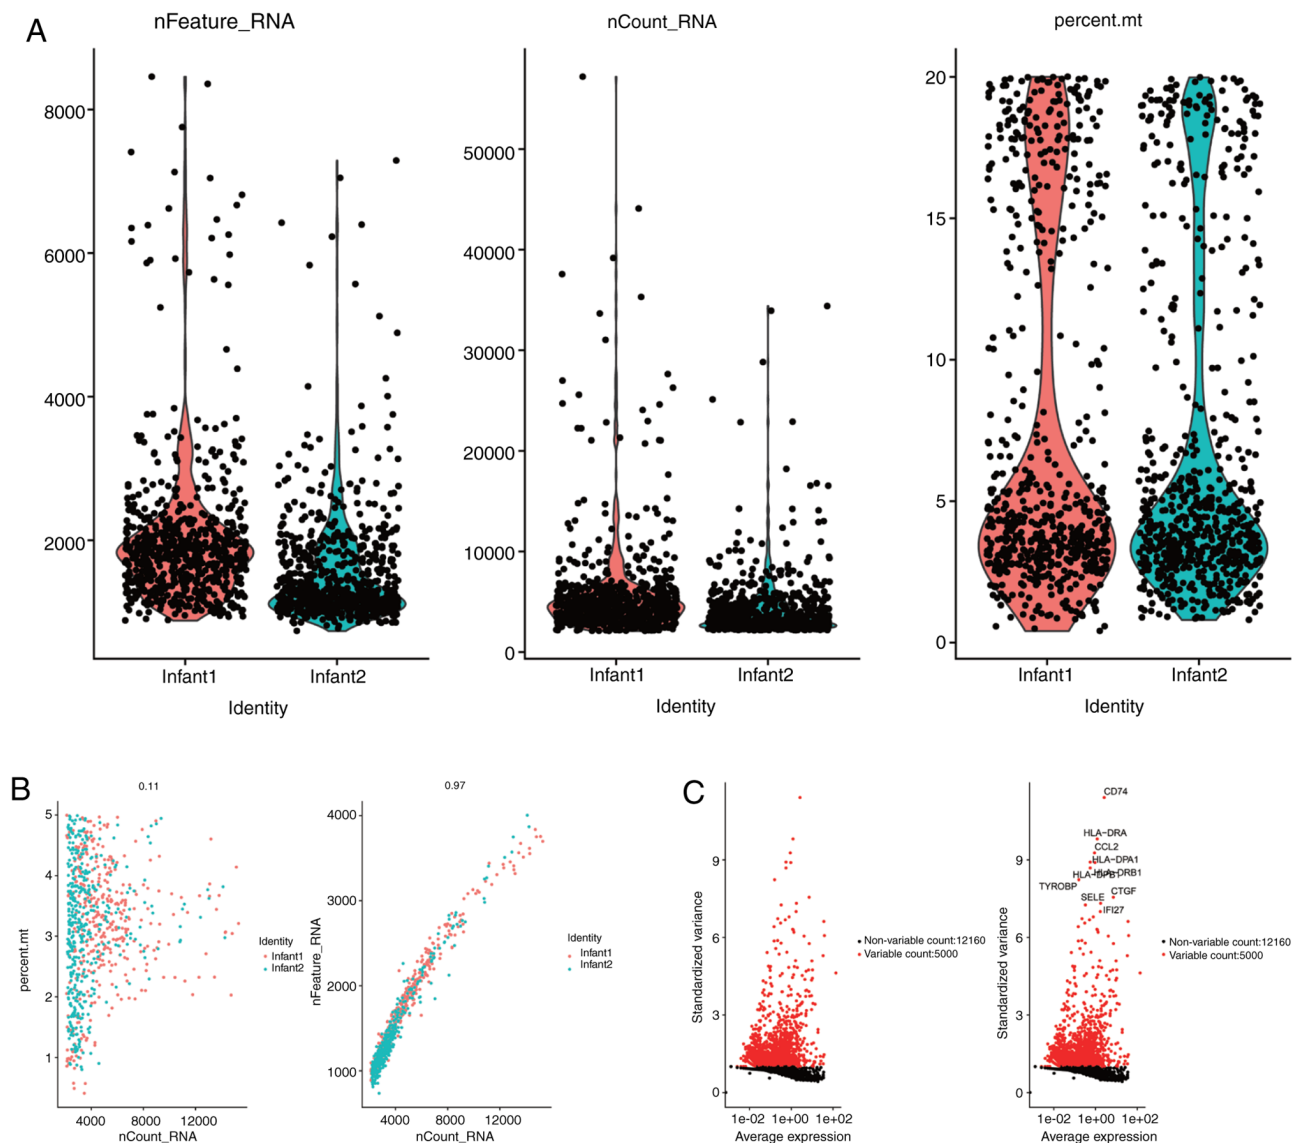 A
nFeature_RNA
nCount_RNA
percent.mt
8000
6000
4000
2000
Infant1
Infant2
Identity
50000
40000
30000
20000
10000
0
Infant1
Infant2
Identity
20
15
10
5
0
Infant1
Infant2
Identity
B
0.11
percent.mt
5
4
3
2
1
4000
8000
12000
nCount_RNA
Identity
Infant1
Infant2
0.97
nFeature_RNA
4000
3000
2000
1000
4000
8000
12000
nCount_RNA
Identity
Infant1
Infant2
C
Standardized variance
9
6
3
0
1e-02
1e+00
1e+02
Average expression
Non-variable count:12160
Variable count:5000
Standardized variance
9
6
3
0
CD74
HLA-DRA
CCL2
HLA-DPA1
HLA-DPB1
HLA-DRB1
TYROBP
CTGF
SELE
IFI27
1e-02
1e+00
1e+02
Average expression
Non-variable count:12160
Variable count:5000